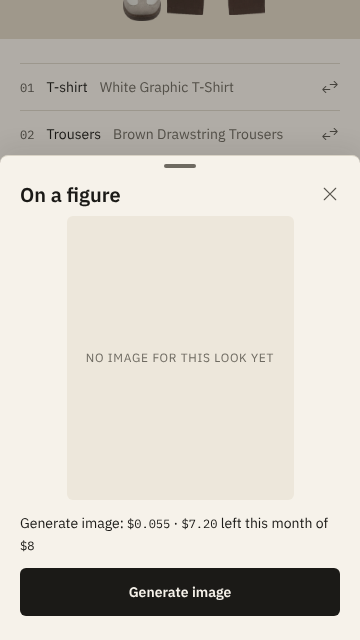 01 T-shirt White Graphic T-Shirt
02 Trousers Brown Drawstring Trousers
On a figure
NO IMAGE FOR THIS LOOK YET
Generate image: $0.055 · $7.20 left this month of
$8
Generate image